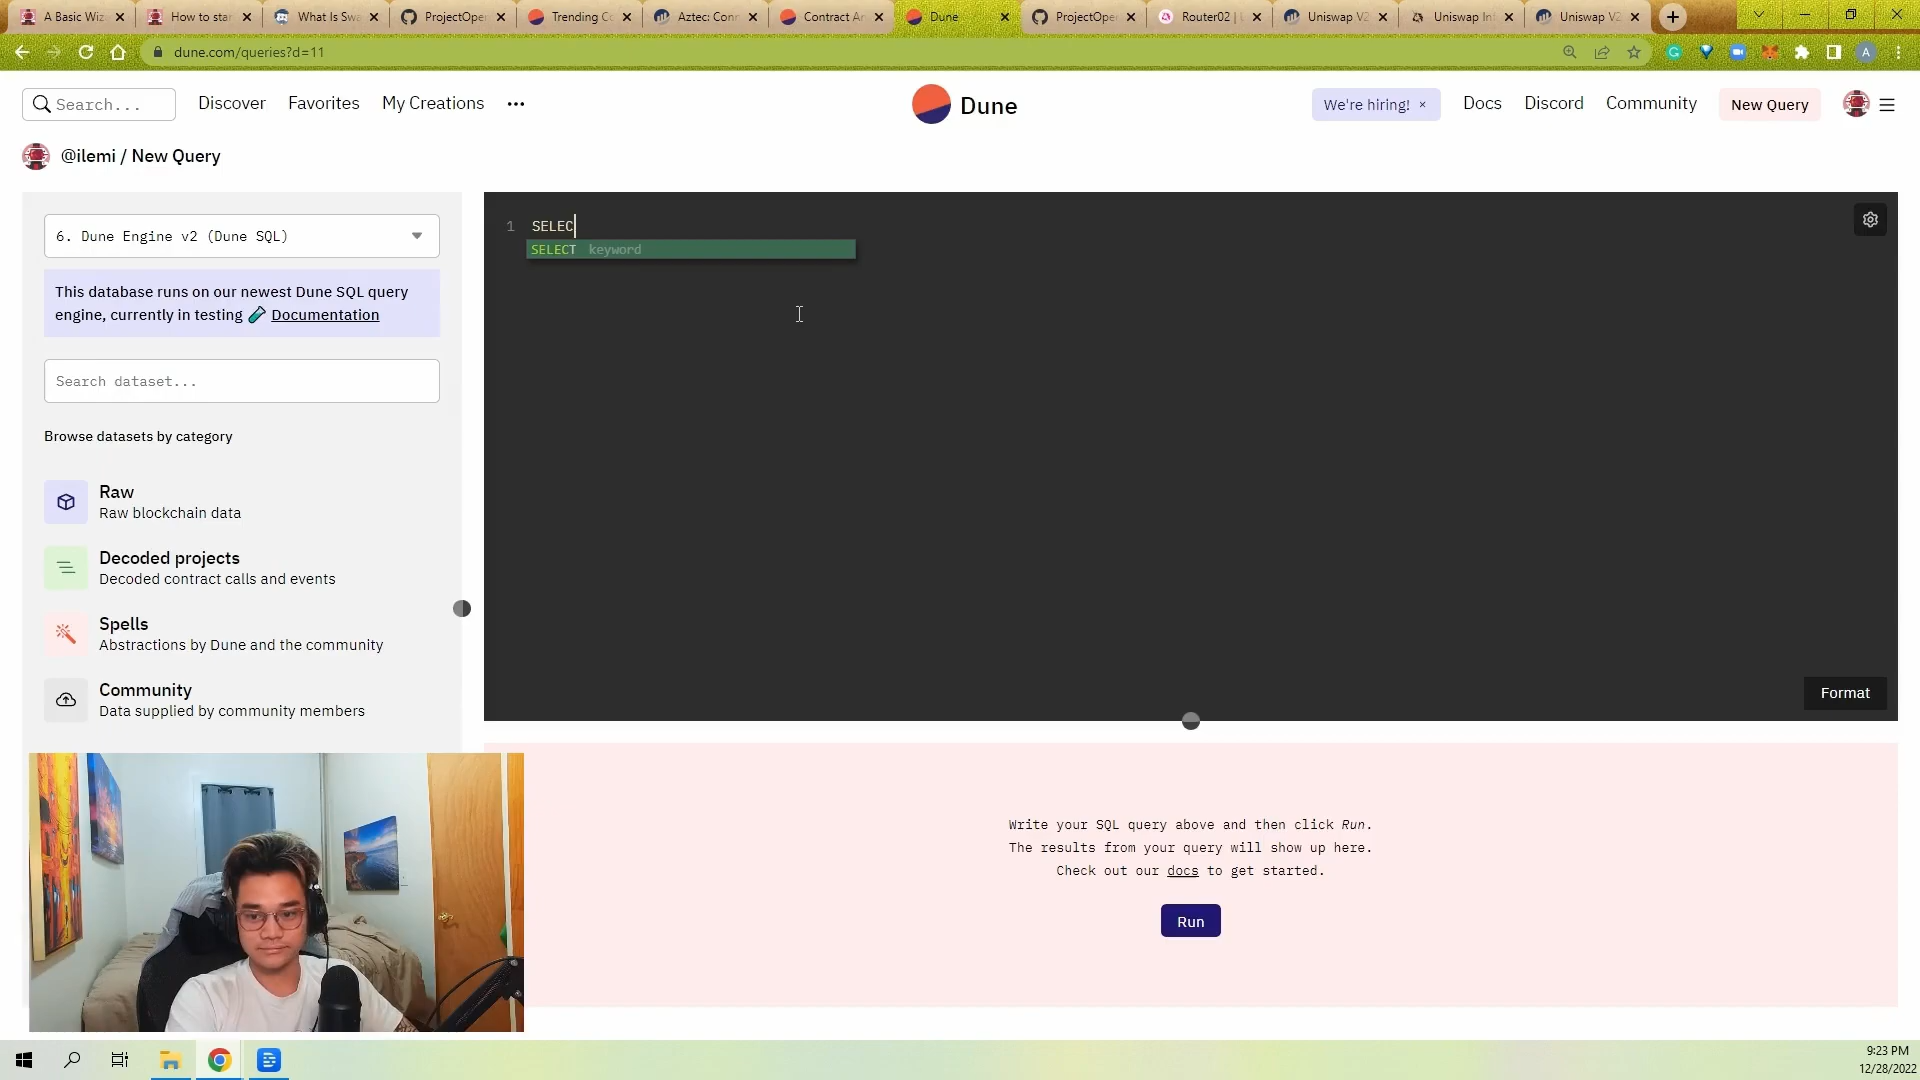 A Basic Wiz
How to star
What Is Swa
ProjectOpe
Trending Co
Aztec: Conn
Contract Ar
Dune
ProjectOpe
Router02 |
Uniswap V2
Uniswap Int
Uniswap V2
dune.com/queries?d=11
A
Search...
Discover
Favorites
My Creations
Dune
We're hiring! ×
Docs
Discord
Community
New Query
@ilemi / New Query
6. Dune Engine v2 (Dune SQL)
This database runs on our newest Dune SQL query
engine, currently in testing 🧪 Documentation
Search dataset...
Browse datasets by category
Raw
Raw blockchain data
Decoded projects
Decoded contract calls and events
Spells
Abstractions by Dune and the community
Community
Data supplied by community members
1 SELEC
SELECT keyword
Format
Write your SQL query above and then click Run.
The results from your query will show up here.
Check out our docs to get started.
Run
9:23 PM
12/28/2022